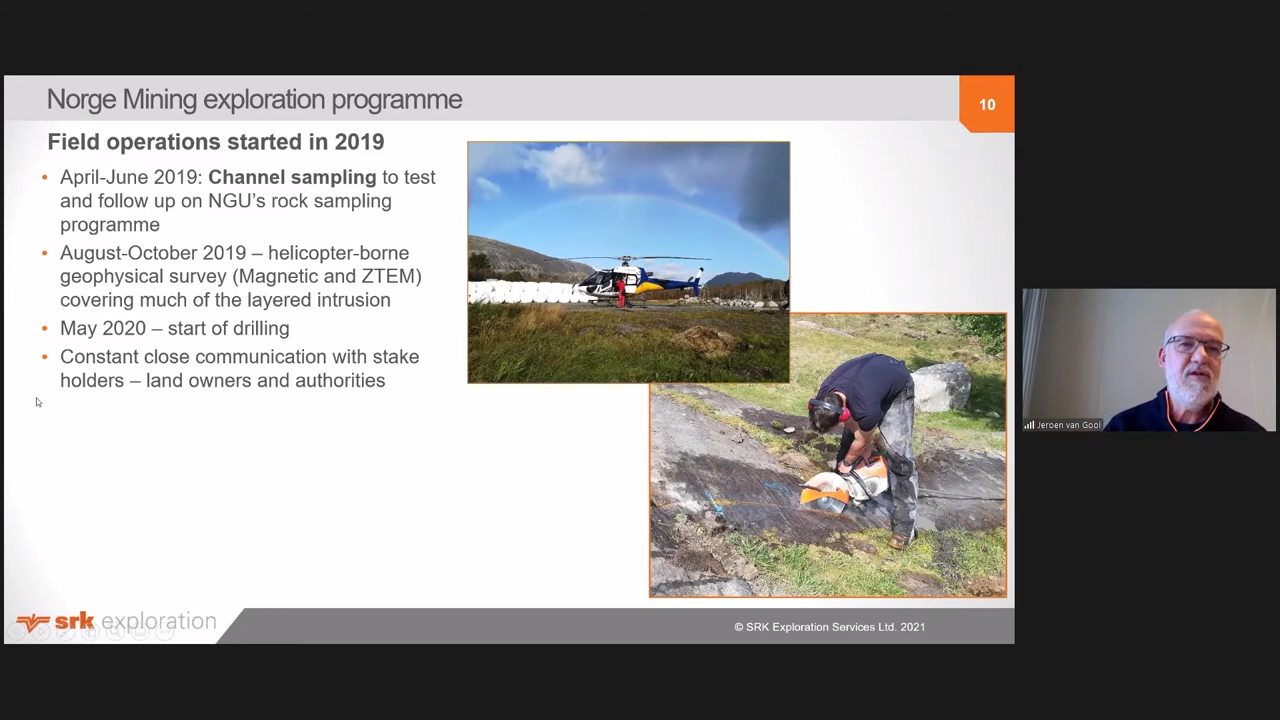 Norge Mining exploration programme
10
Field operations started in 2019
• April-June 2019: Channel sampling to test
and follow up on NGU's rock sampling
programme
• August-October 2019 – helicopter-borne
geophysical survey (Magnetic and ZTEM)
covering much of the layered intrusion
• May 2020 – start of drilling
• Constant close communication with stake
holders – land owners and authorities
Jeroen van Gool
srk exploration
© SRK Exploration Services Ltd. 2021